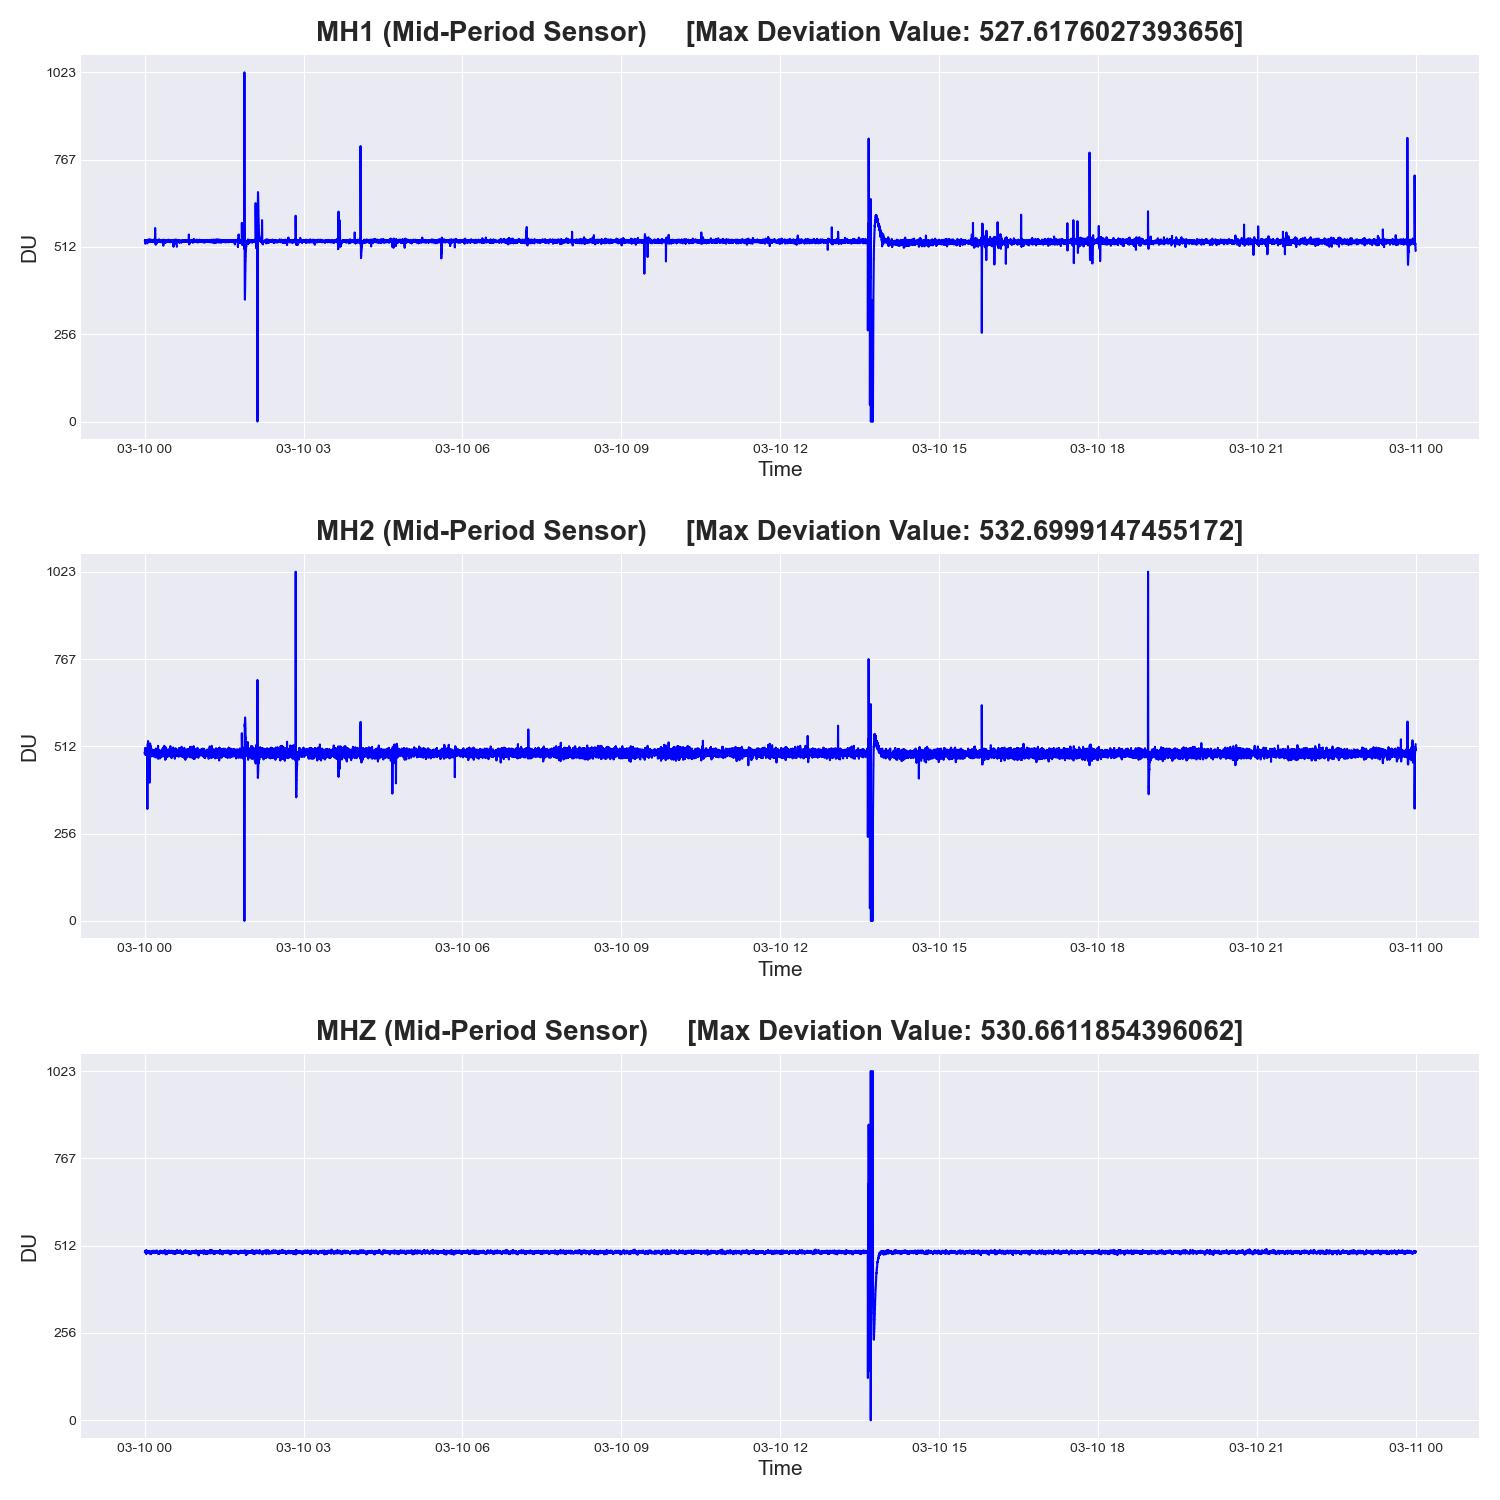 MH1 (Mid-Period Sensor) [Max Deviation Value: 527.6176027393656]
1023
767
512
256
0
DU
03-10 00 03-10 03 03-10 06 03-10 09 03-10 12 03-10 15 03-10 18 03-10 21 03-11 00
Time
MH2 (Mid-Period Sensor) [Max Deviation Value: 532.6999147455172]
1023
767
512
256
0
DU
03-10 00 03-10 03 03-10 06 03-10 09 03-10 12 03-10 15 03-10 18 03-10 21 03-11 00
Time
MHZ (Mid-Period Sensor) [Max Deviation Value: 530.6611854396062]
1023
767
512
256
0
DU
03-10 00 03-10 03 03-10 06 03-10 09 03-10 12 03-10 15 03-10 18 03-10 21 03-11 00
Time